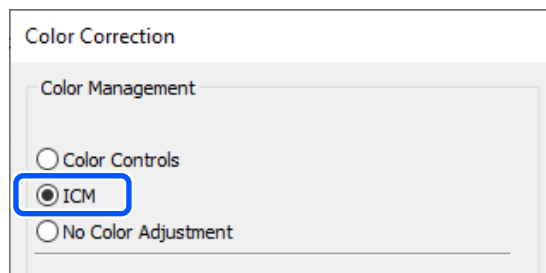 Color Correction
Color Management
Color Controls
ICM
No Color Adjustment